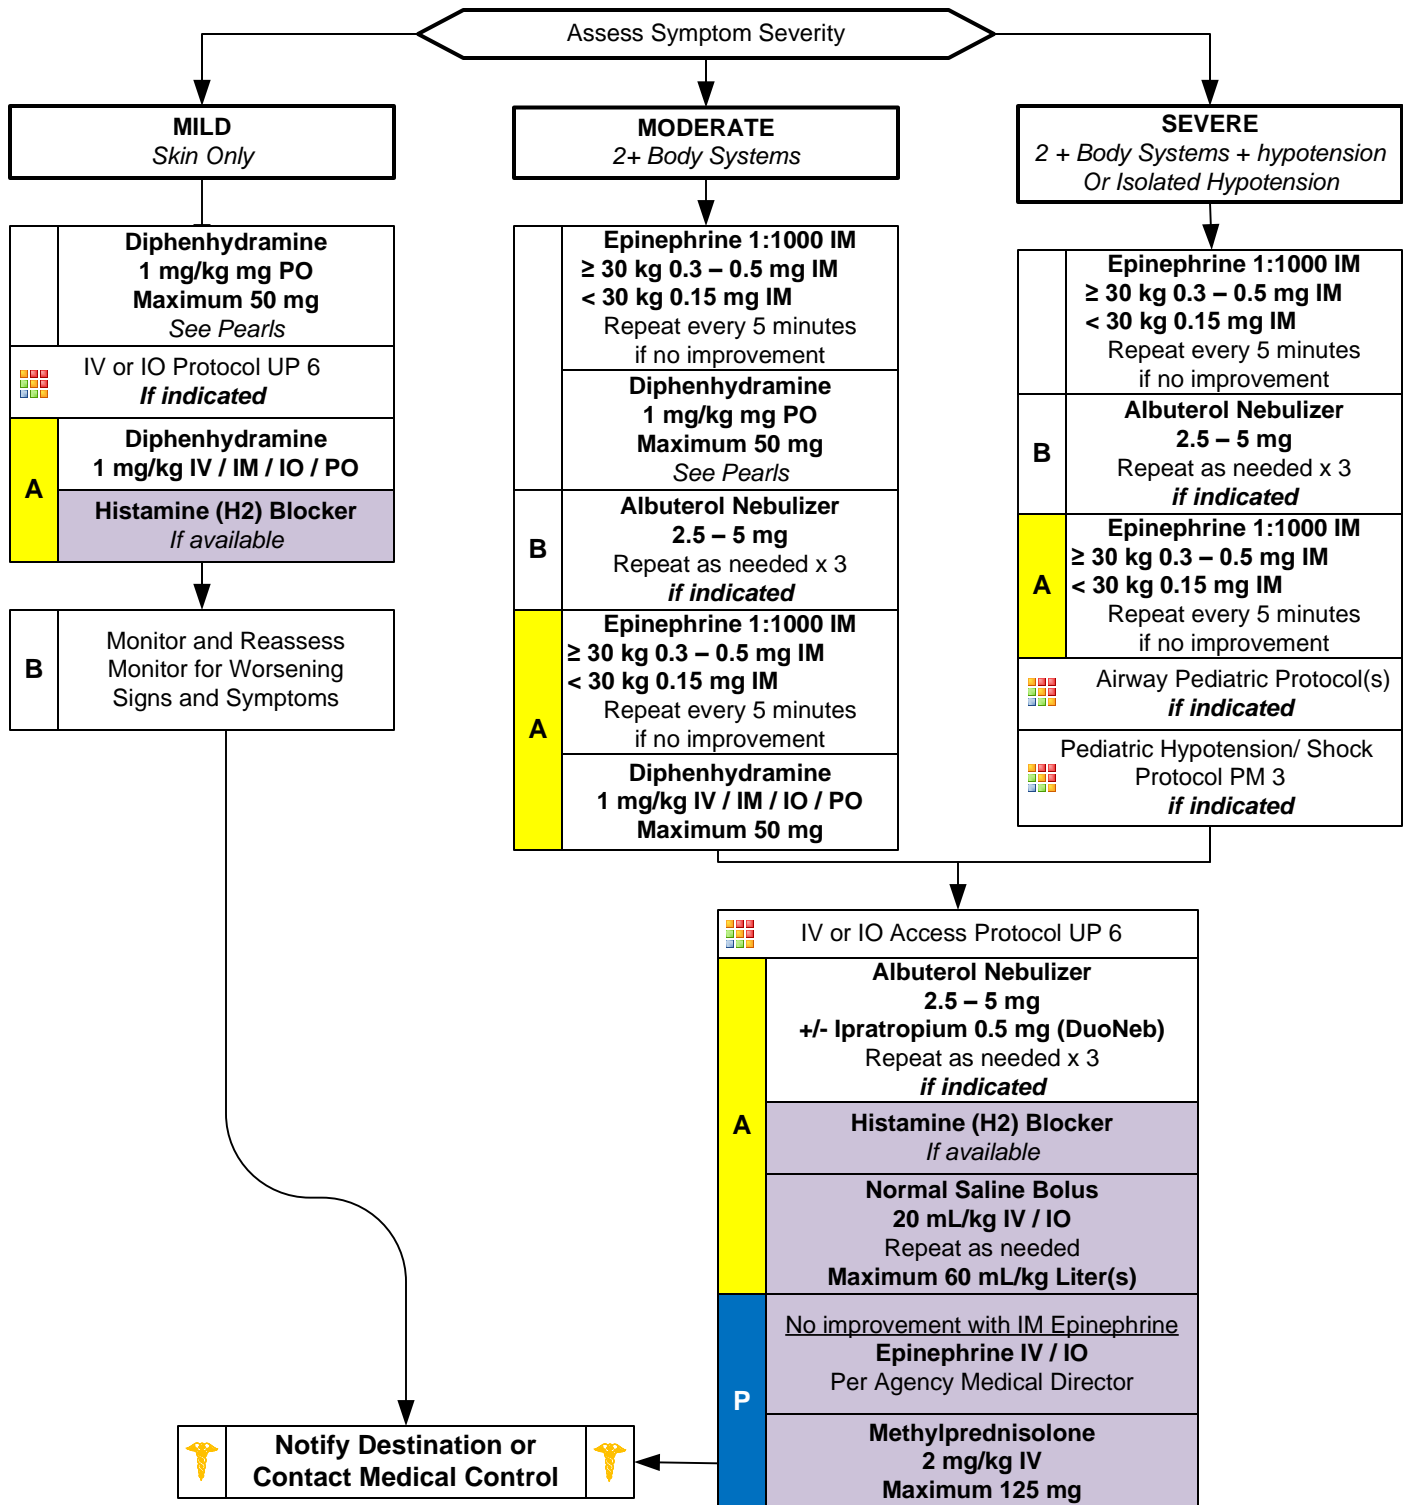 Assess Symptom Severity
MILD
Skin Only
Diphenhydramine
1 mg/kg mg PO
Maximum 50 mg
See Pearls
IV or IO Protocol UP 6
If indicated
A
Diphenhydramine
1 mg/kg IV / IM / IO / PO
Histamine (H2) Blocker
If available
B
Monitor and Reassess
Monitor for Worsening
Signs and Symptoms
MODERATE
2+ Body Systems
Epinephrine 1:1000 IM
≥ 30 kg 0.3 – 0.5 mg IM
< 30 kg 0.15 mg IM
Repeat every 5 minutes
if no improvement
Diphenhydramine
1 mg/kg mg PO
Maximum 50 mg
See Pearls
B
Albuterol Nebulizer
2.5 – 5 mg
Repeat as needed x 3
if indicated
A
Epinephrine 1:1000 IM
≥ 30 kg 0.3 – 0.5 mg IM
< 30 kg 0.15 mg IM
Repeat every 5 minutes
if no improvement
Diphenhydramine
1 mg/kg IV / IM / IO / PO
Maximum 50 mg
SEVERE
2 + Body Systems + hypotension
Or Isolated Hypotension
Epinephrine 1:1000 IM
≥ 30 kg 0.3 – 0.5 mg IM
< 30 kg 0.15 mg IM
Repeat every 5 minutes
if no improvement
B
Albuterol Nebulizer
2.5 – 5 mg
Repeat as needed x 3
if indicated
A
Epinephrine 1:1000 IM
≥ 30 kg 0.3 – 0.5 mg IM
< 30 kg 0.15 mg IM
Repeat every 5 minutes
if no improvement
Airway Pediatric Protocol(s)
if indicated
Pediatric Hypotension/ Shock
Protocol PM 3
if indicated
IV or IO Access Protocol UP 6
A
Albuterol Nebulizer
2.5 – 5 mg
+/- Ipratropium 0.5 mg (DuoNeb)
Repeat as needed x 3
if indicated
Histamine (H2) Blocker
If available
Normal Saline Bolus
20 mL/kg IV / IO
Repeat as needed
Maximum 60 mL/kg Liter(s)
P
No improvement with IM Epinephrine
Epinephrine IV / IO
Per Agency Medical Director
Methylprednisolone
2 mg/kg IV
Maximum 125 mg
Notify Destination or
Contact Medical Control